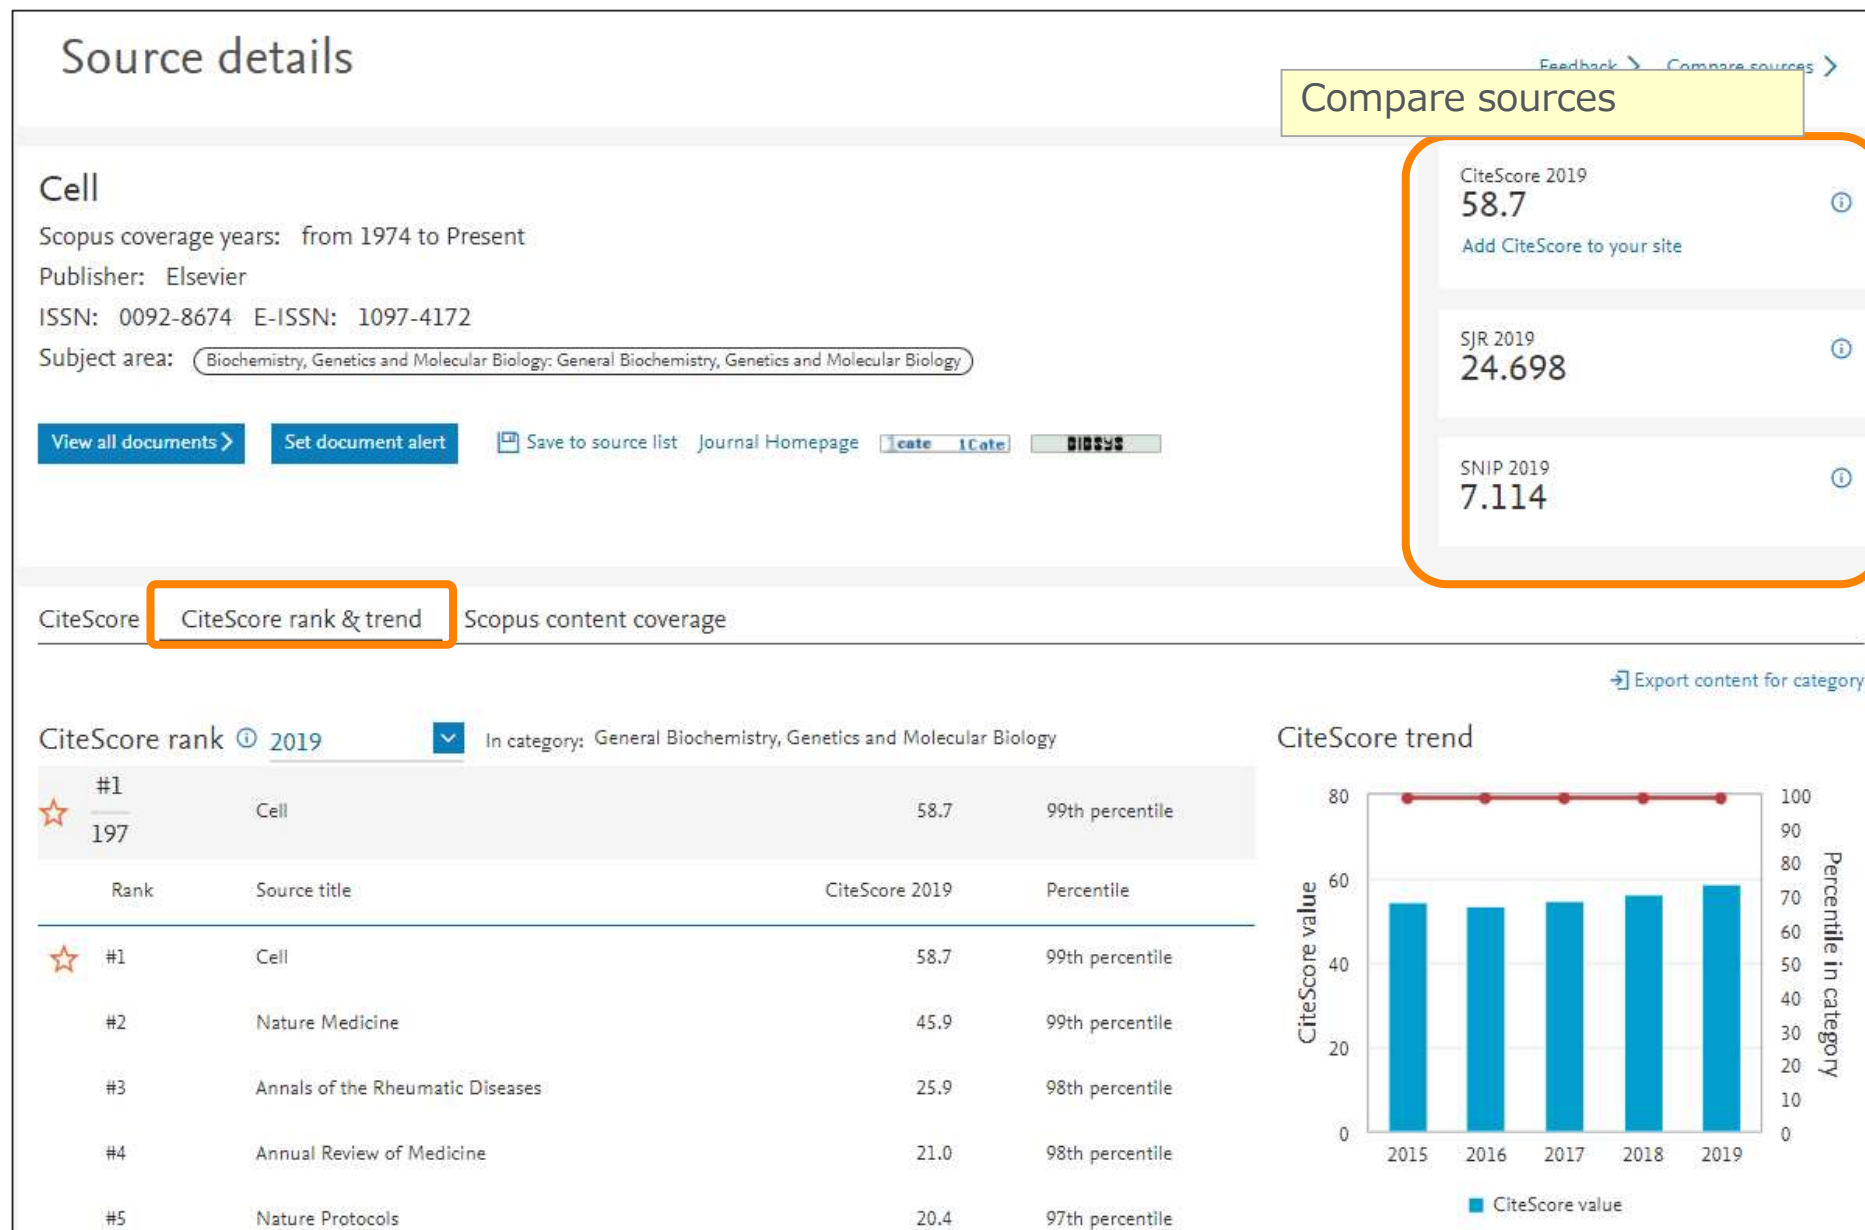 Source details
Feedback Compare sources
Compare sources
Cell
Scopus coverage years: from 1974 to Present
Publisher: Elsevier
ISSN: 0092-8674 E-ISSN: 1097-4172
Subject area: Biochemistry, Genetics and Molecular Biology: General Biochemistry, Genetics and Molecular Biology
View all documents Set document alert Save to source list Journal Homepage 1cate 1Cate BIOSYS
CiteScore 2019
58.7
Add CiteScore to your site
SJR 2019
24.698
SNIP 2019
7.114
CiteScore CiteScore rank & trend Scopus content coverage
Export content for category
CiteScore rank 2019 In category: General Biochemistry, Genetics and Molecular Biology
#1
197
Cell 58.7 99th percentile
Rank Source title CiteScore 2019 Percentile
#1 Cell 58.7 99th percentile
#2 Nature Medicine 45.9 99th percentile
#3 Annals of the Rheumatic Diseases 25.9 98th percentile
#4 Annual Review of Medicine 21.0 98th percentile
#5 Nature Protocols 20.4 97th percentile
CiteScore trend
CiteScore value
80
60
40
20
0
100
90
80
70
60
50
40
30
20
10
0
Percentile in category
2015 2016 2017 2018 2019
CiteScore value